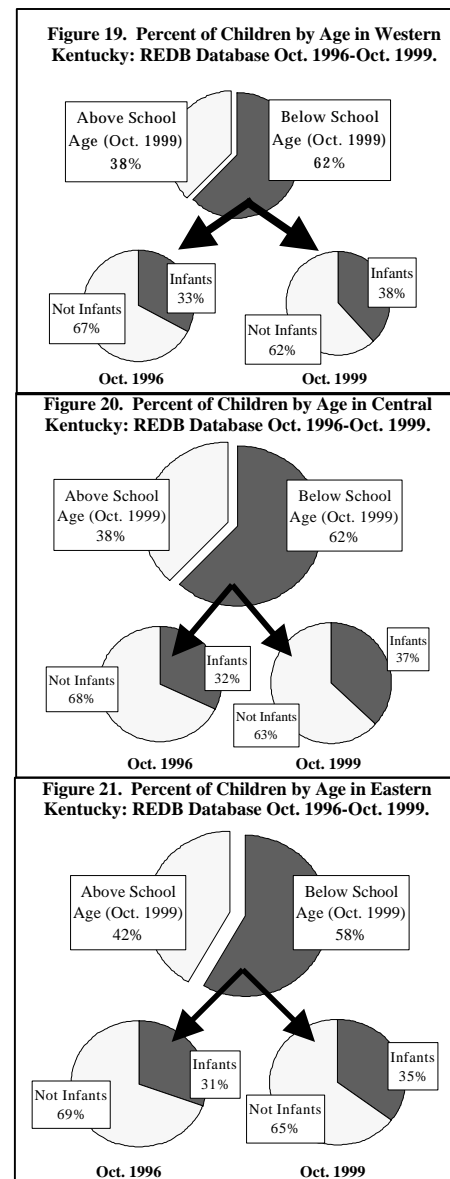 Figure 19.  Percent of Children by Age in Western
Kentucky: REDB Database Oct. 1996-Oct. 1999.
Above School
Age (Oct. 1999)
38%
Below School
Age (Oct. 1999)
62%
Infants
33%
Not Infants
67%
Oct. 1996
Infants
38%
Not Infants
62%
Oct. 1999
Figure 20.  Percent of Children by Age in Central
Kentucky: REDB Database Oct. 1996-Oct. 1999.
Above School
Age (Oct. 1999)
38%
Below School
Age (Oct. 1999)
62%
Infants
32%
Not Infants
68%
Oct. 1996
Infants
37%
Not Infants
63%
Oct. 1999
Figure 21.  Percent of Children by Age in Eastern
Kentucky: REDB Database Oct. 1996-Oct. 1999.
Above School
Age (Oct. 1999)
42%
Below School
Age (Oct. 1999)
58%
Infants
31%
Not Infants
69%
Oct. 1996
Infants
35%
Not Infants
65%
Oct. 1999